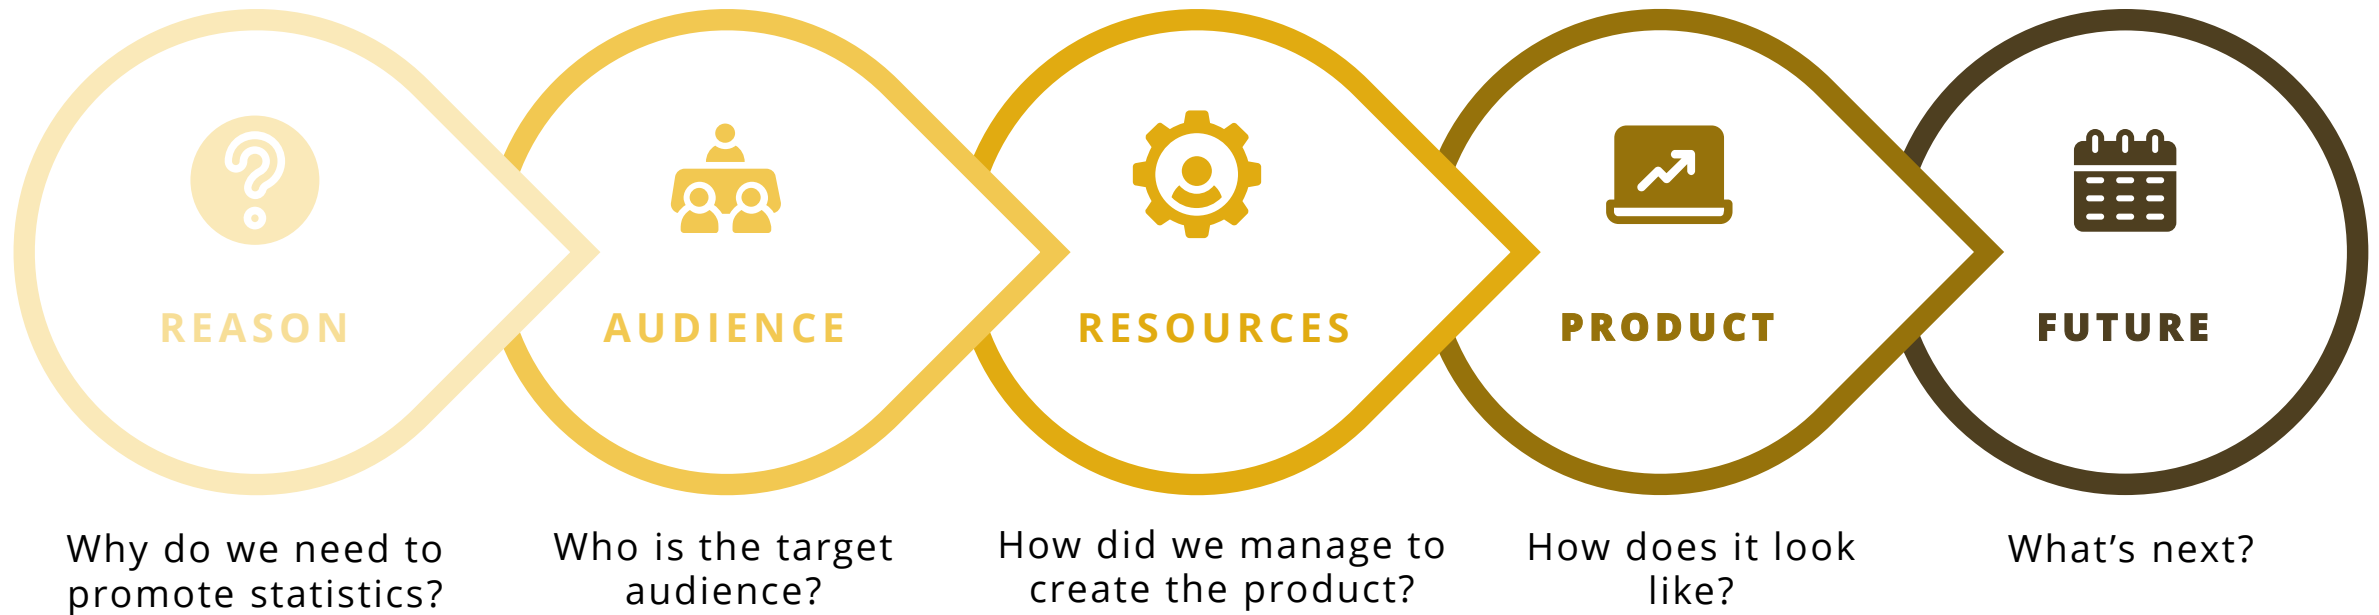 REASON
AUDIENCE
RESOURCES
PRODUCT
FUTURE
Why do we need to
promote statistics?
Who is the target
audience?
How did we manage to
create the product?
How does it look
like?
What’s next?